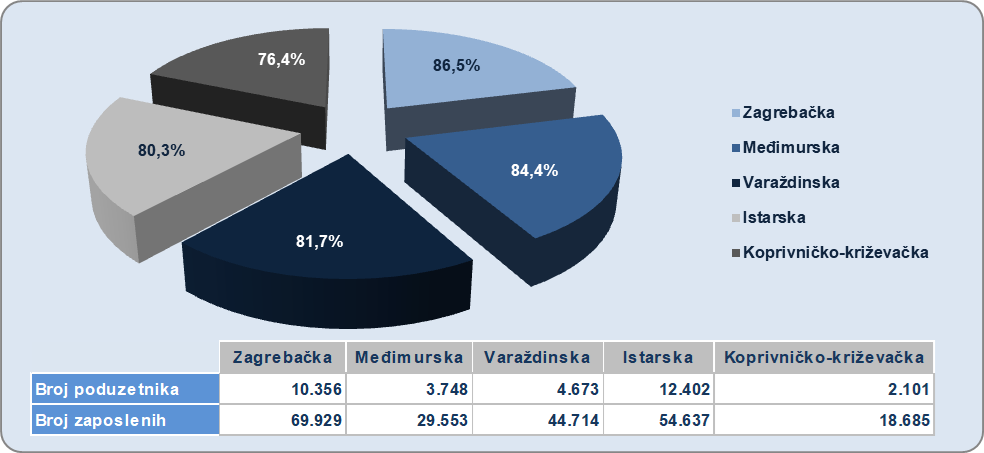 76,4%
86,5%
80,3%
84,4%
81,7%
Zagrebačka
Međimurska
Varaždinska
Istarska
Koprivničko-križevačka
Zagrebačka Međimurska Varaždinska Istarska Koprivničko-križevačka
Broj poduzetnika 10.356 3.748 4.673 12.402 2.101
Broj zaposlenih 69.929 29.553 44.714 54.637 18.685